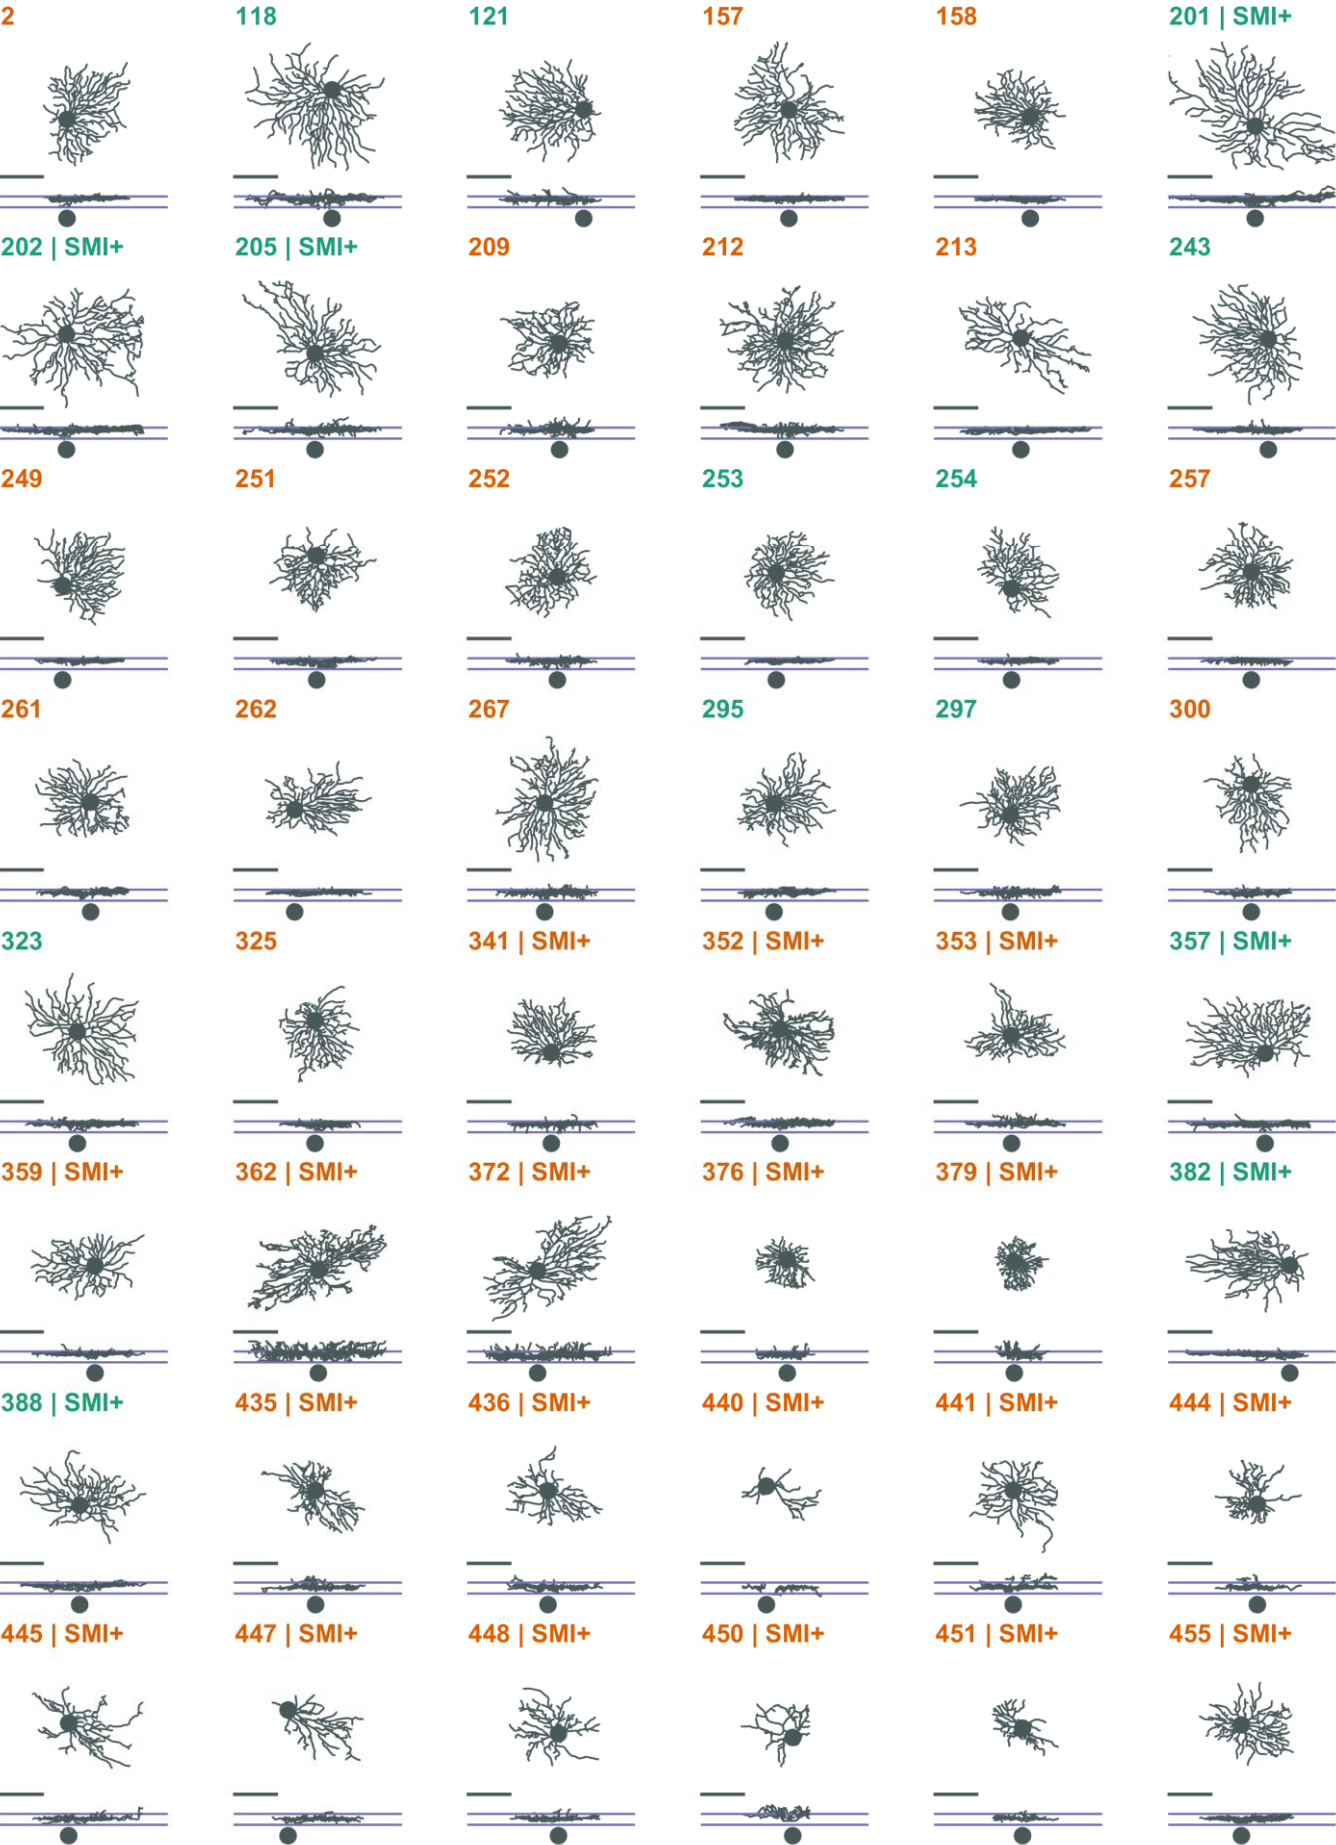 2 118 121 157 158 201 | SMI+
202 | SMI+ 205 | SMI+ 209 212 213 243
249 251 252 253 254 257
261 262 267 295 297 300
323 325 341 | SMI+ 352 | SMI+ 353 | SMI+ 357 | SMI+
359 | SMI+ 362 | SMI+ 372 | SMI+ 376 | SMI+ 379 | SMI+ 382 | SMI+
388 | SMI+ 435 | SMI+ 436 | SMI+ 440 | SMI+ 441 | SMI+ 444 | SMI+
445 | SMI+ 447 | SMI+ 448 | SMI+ 450 | SMI+ 451 | SMI+ 455 | SMI+